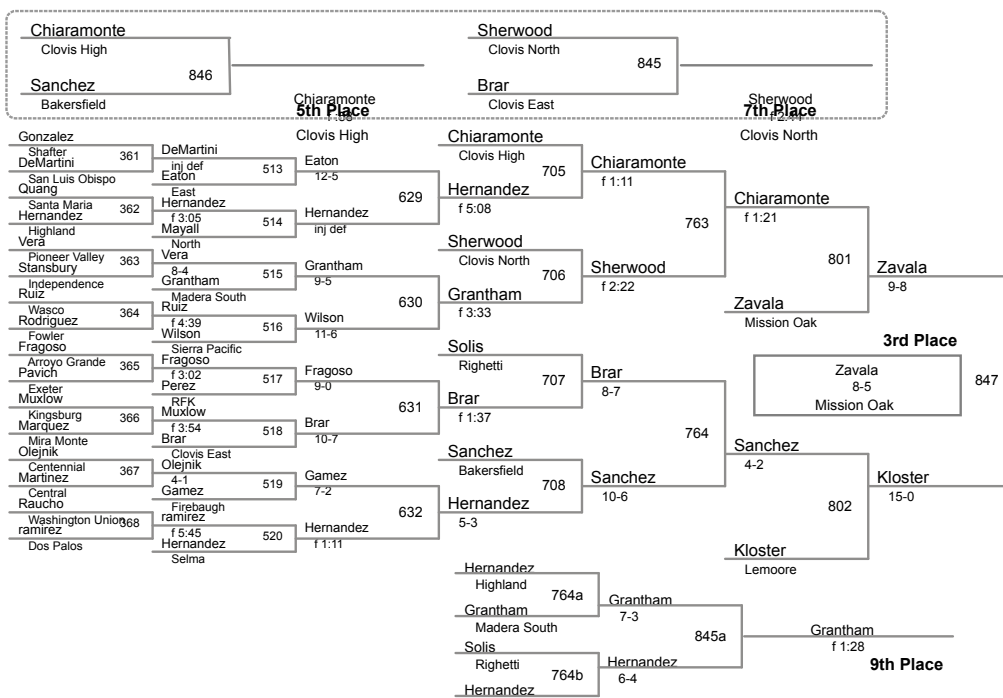 Chiaramonte
Clovis High
846
Sanchez
Bakersfield
Chiaramonte
5th Place
Clovis High
Sherwood
Clovis North
845
Brar
Clovis East
Sherwood
7th Place
f 2:44
Clovis North
Gonzalez
Shafter
361
DeMartini
San Luis Obispo
Quang
Santa Maria
362
Hernandez
Highland
Vera
Pioneer Valley
363
Stansbury
Independence
Ruiz
Wasco
364
Rodriguez
Fowler
Fragoso
Arroyo Grande
365
Pavich
Exeter
Muxlow
Kingsburg
366
Marquez
Mira Monte
Olejnik
Centennial
367
Martinez
Central
Raucho
Washington Union
368
ramirez
Dos Palos
DeMartini
inj def
513
Eaton
East
Hernandez
f 3:05
514
Mayall
North
Vera
8-4
515
Grantham
Madera South
Ruiz
f 4:39
516
Wilson
Sierra Pacific
Fragoso
f 3:02
517
Perez
RFK
Muxlow
f 3:54
518
Brar
Clovis East
Olejnik
4-1
519
Gamez
Firebaugh
ramirez
f 5:45
520
Hernandez
Selma
Eaton
12-5
629
Hernandez
inj def
Grantham
9-5
630
Wilson
11-6
Fragoso
9-0
631
Brar
10-7
Gamez
7-2
632
Hernandez
f 1:11
Chiaramonte
Clovis High
705
Hernandez
f 5:08
Sherwood
Clovis North
706
Grantham
f 3:33
Solis
Righetti
707
Brar
f 1:37
Sanchez
Bakersfield
708
Hernandez
5-3
Chiaramonte
f 1:11
763
Sherwood
f 2:22
Brar
8-7
764
Sanchez
10-6
Chiaramonte
f 1:21
801
Zavala
Mission Oak
Sanchez
4-2
802
Kloster
Lemoore
Zavala
9-8
3rd Place
Zavala
8-5
847
Mission Oak
Kloster
15-0
Hernandez
Highland
764a
Grantham
Madera South
Solis
Righetti
764b
Hernandez
Grantham
7-3
845a
Hernandez
6-4
Grantham
f 1:28
9th Place